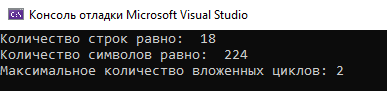 C:\ Консоль отладки Microsoft Visual Studio
Количество строк равно:  18
Количество символов равно:  224
Максимальное количество вложенных циклов: 2